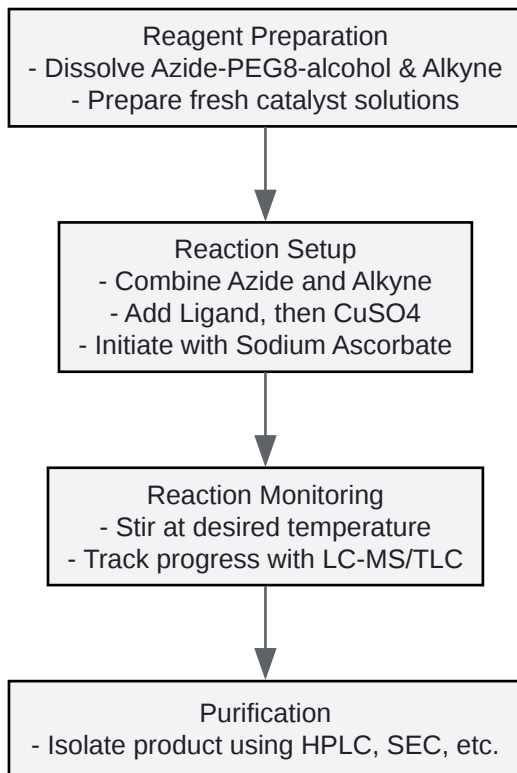 Reagent Preparation
- Dissolve Azide-PEG8-alcohol & Alkyne
- Prepare fresh catalyst solutions
Reaction Setup
- Combine Azide and Alkyne
- Add Ligand, then CuSO4
- Initiate with Sodium Ascorbate
Reaction Monitoring
- Stir at desired temperature
- Track progress with LC-MS/TLC
Purification
- Isolate product using HPLC, SEC, etc.